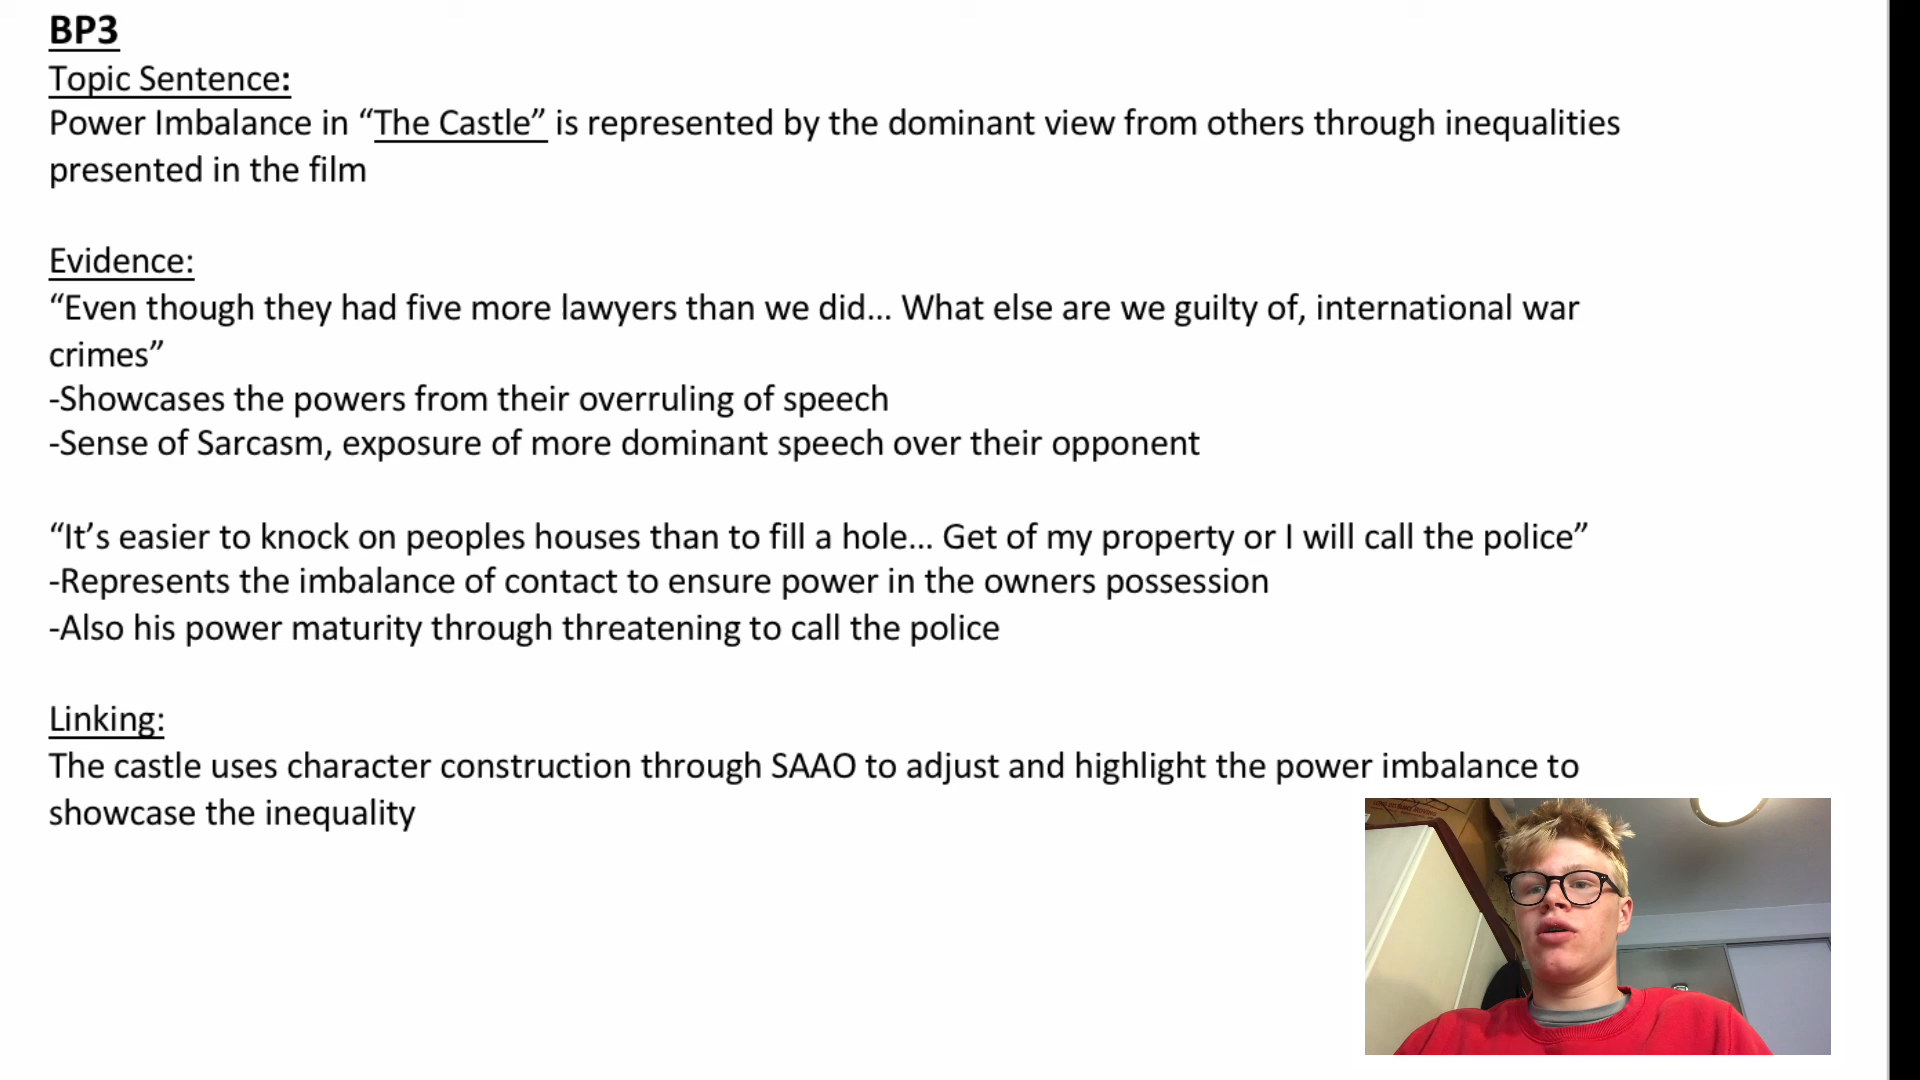 BP3
Topic Sentence:
Power Imbalance in “The Castle” is represented by the dominant view from others through inequalities
presented in the film
Evidence:
“Even though they had five more lawyers than we did... What else are we guilty of, international war
crimes”
-Showcases the powers from their overruling of speech
-Sense of Sarcasm, exposure of more dominant speech over their opponent
“It’s easier to knock on peoples houses than to fill a hole... Get of my property or I will call the police”
-Represents the imbalance of contact to ensure power in the owners possession
-Also his power maturity through threatening to call the police
Linking:
The castle uses character construction through SAAO to adjust and highlight the power imbalance to
showcase the inequality